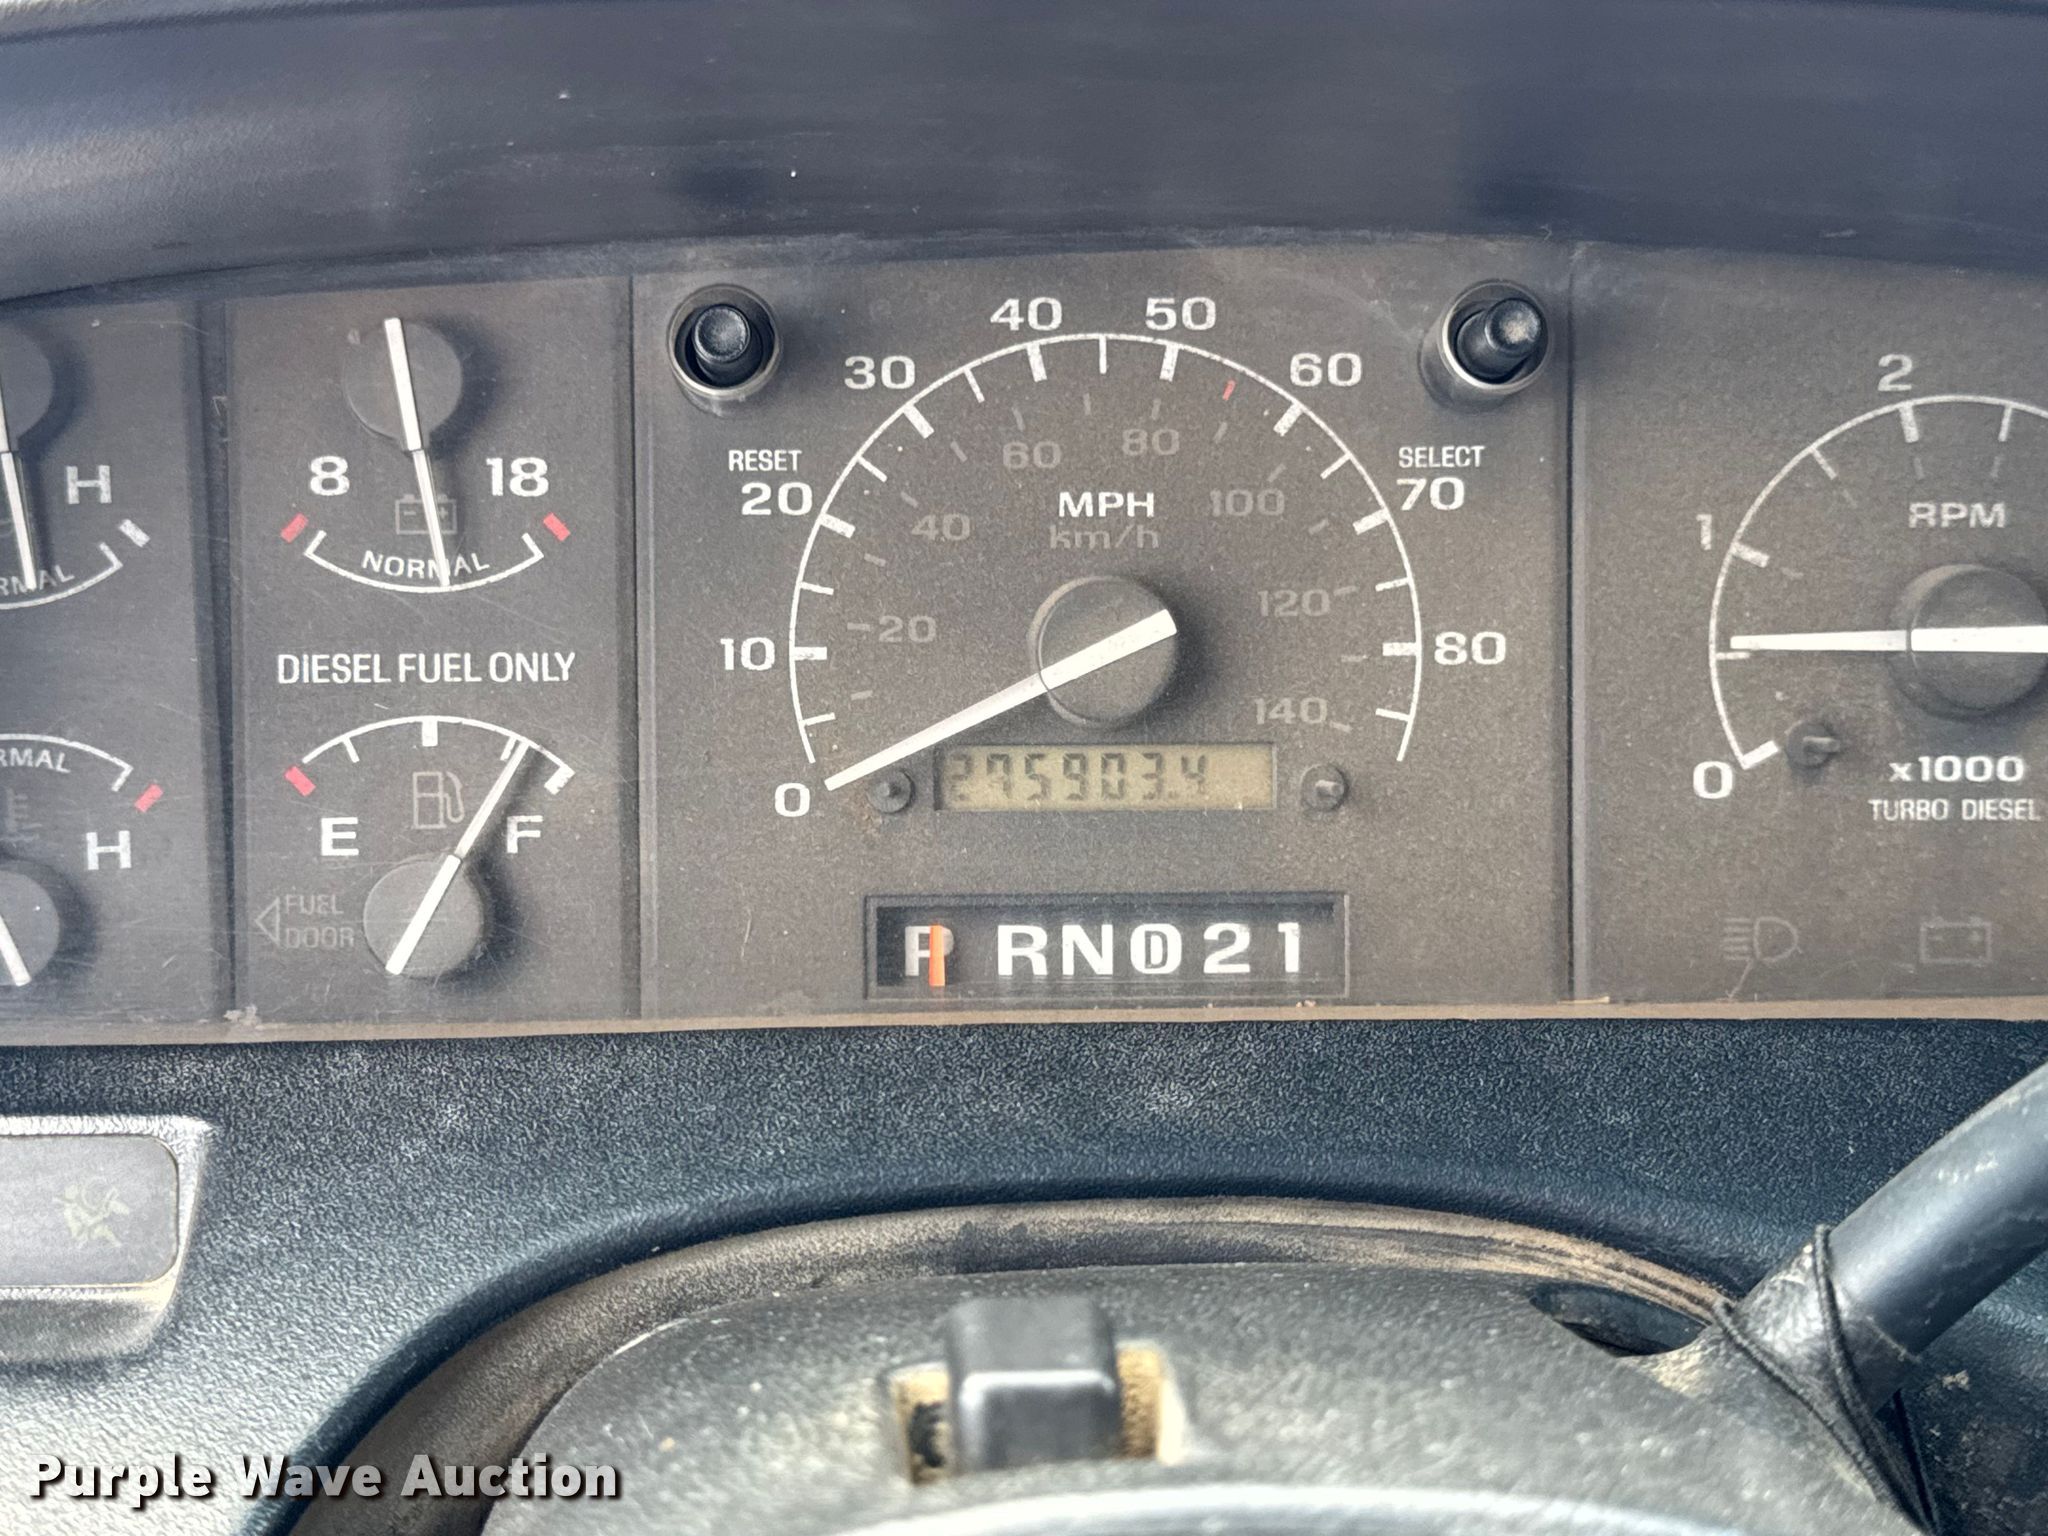 40 50
30 60
RESET SELECT
20 70
H 8 18
NORMAL
60 80
40 100
MPH
km/h
2
RPM
1
DIESEL FUEL ONLY
10 20 120 80
140
E F
H
FUEL
DOOR
0 275903.4
0 x1000
TURBO DIESEL
P RN D 21
Purple Wave Auction